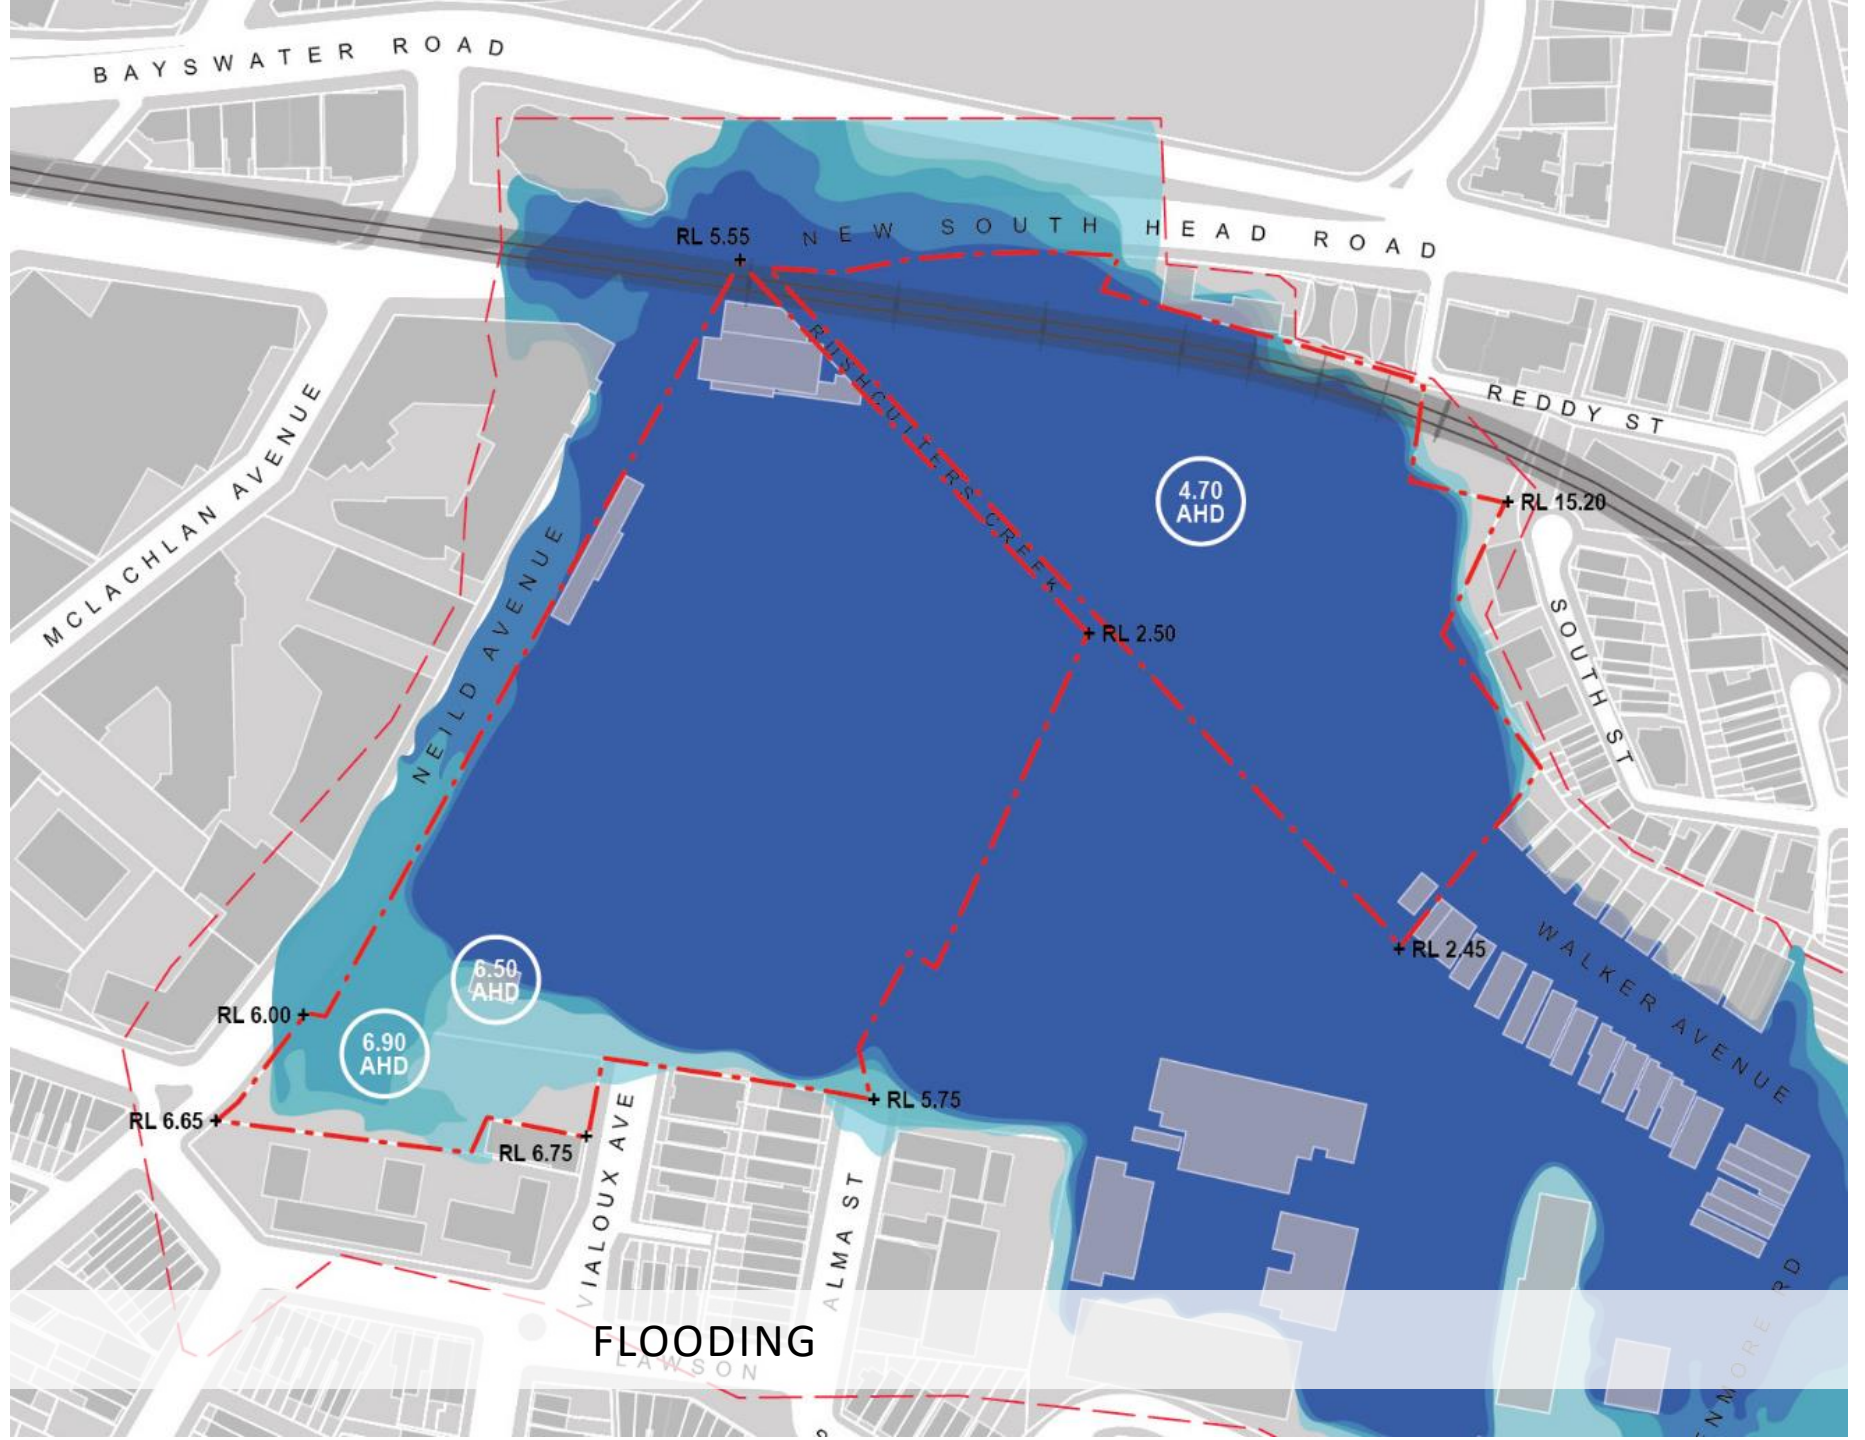 BAYSWATER ROAD
NEW SOUTH HEAD ROAD
RL 5.55
RUSHCUTTERS CREEK
MCLACHLAN AVENUE
REDDY ST
4.70
AHD
RL 15.20
NEILD AVENUE
SOUTH ST
RL 2.50
RL 2.45
WALKER AVENUE
6.50
AHD
RL 6.00
6.90
AHD
RL 6.65
RL 6.75
RL 5.75
VIALOUX AVE
ALMA ST
FLOODING
LAWSON
NMORE RD
S